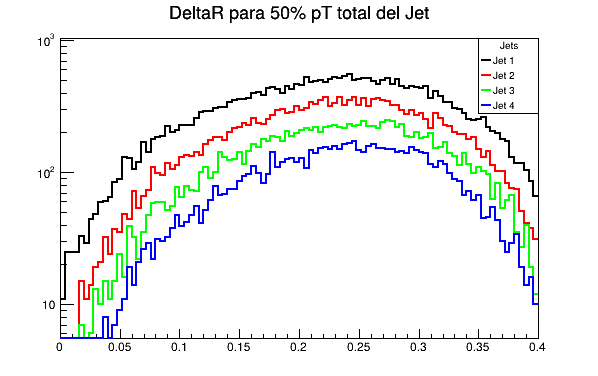 DeltaR para 50% pT total del Jet
10³
Jets
Jet 1
Jet 2
Jet 3
Jet 4
10²
10
0 0.05 0.1 0.15 0.2 0.25 0.3 0.35 0.4